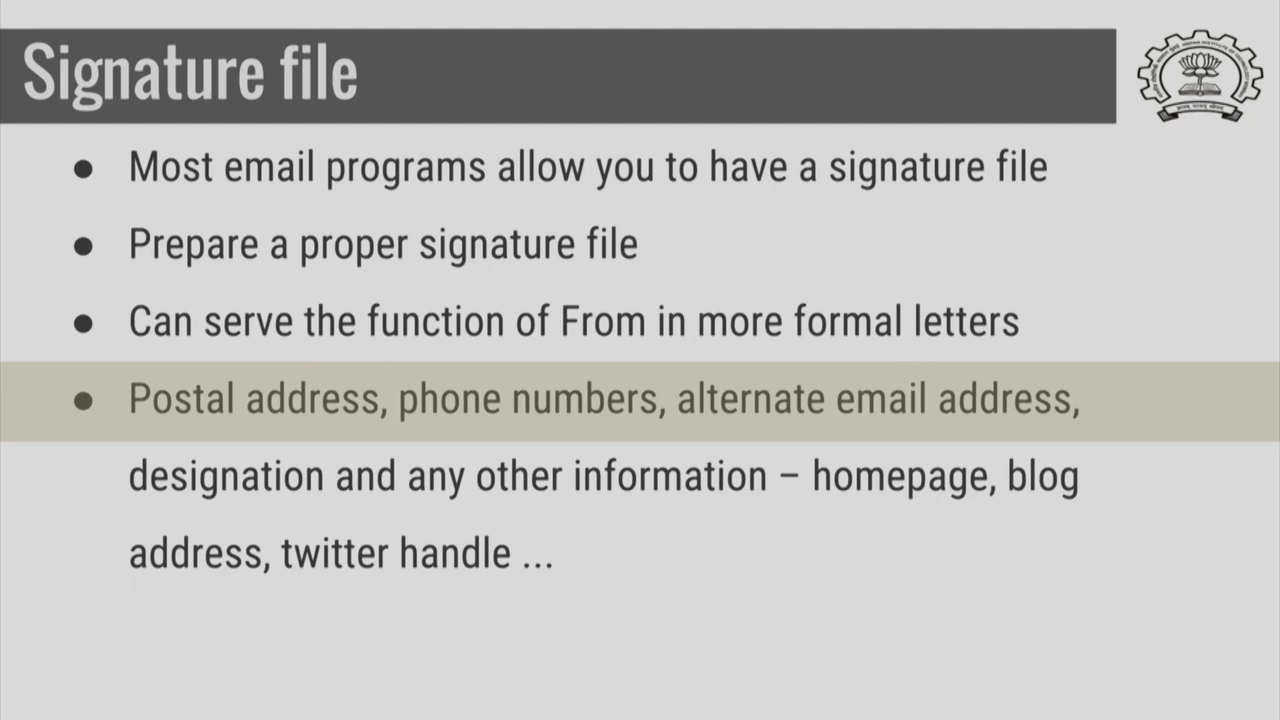 Signature file
● Most email programs allow you to have a signature file
● Prepare a proper signature file
● Can serve the function of From in more formal letters
● Postal address, phone numbers, alternate email address,
designation and any other information – homepage, blog
address, twitter handle ...